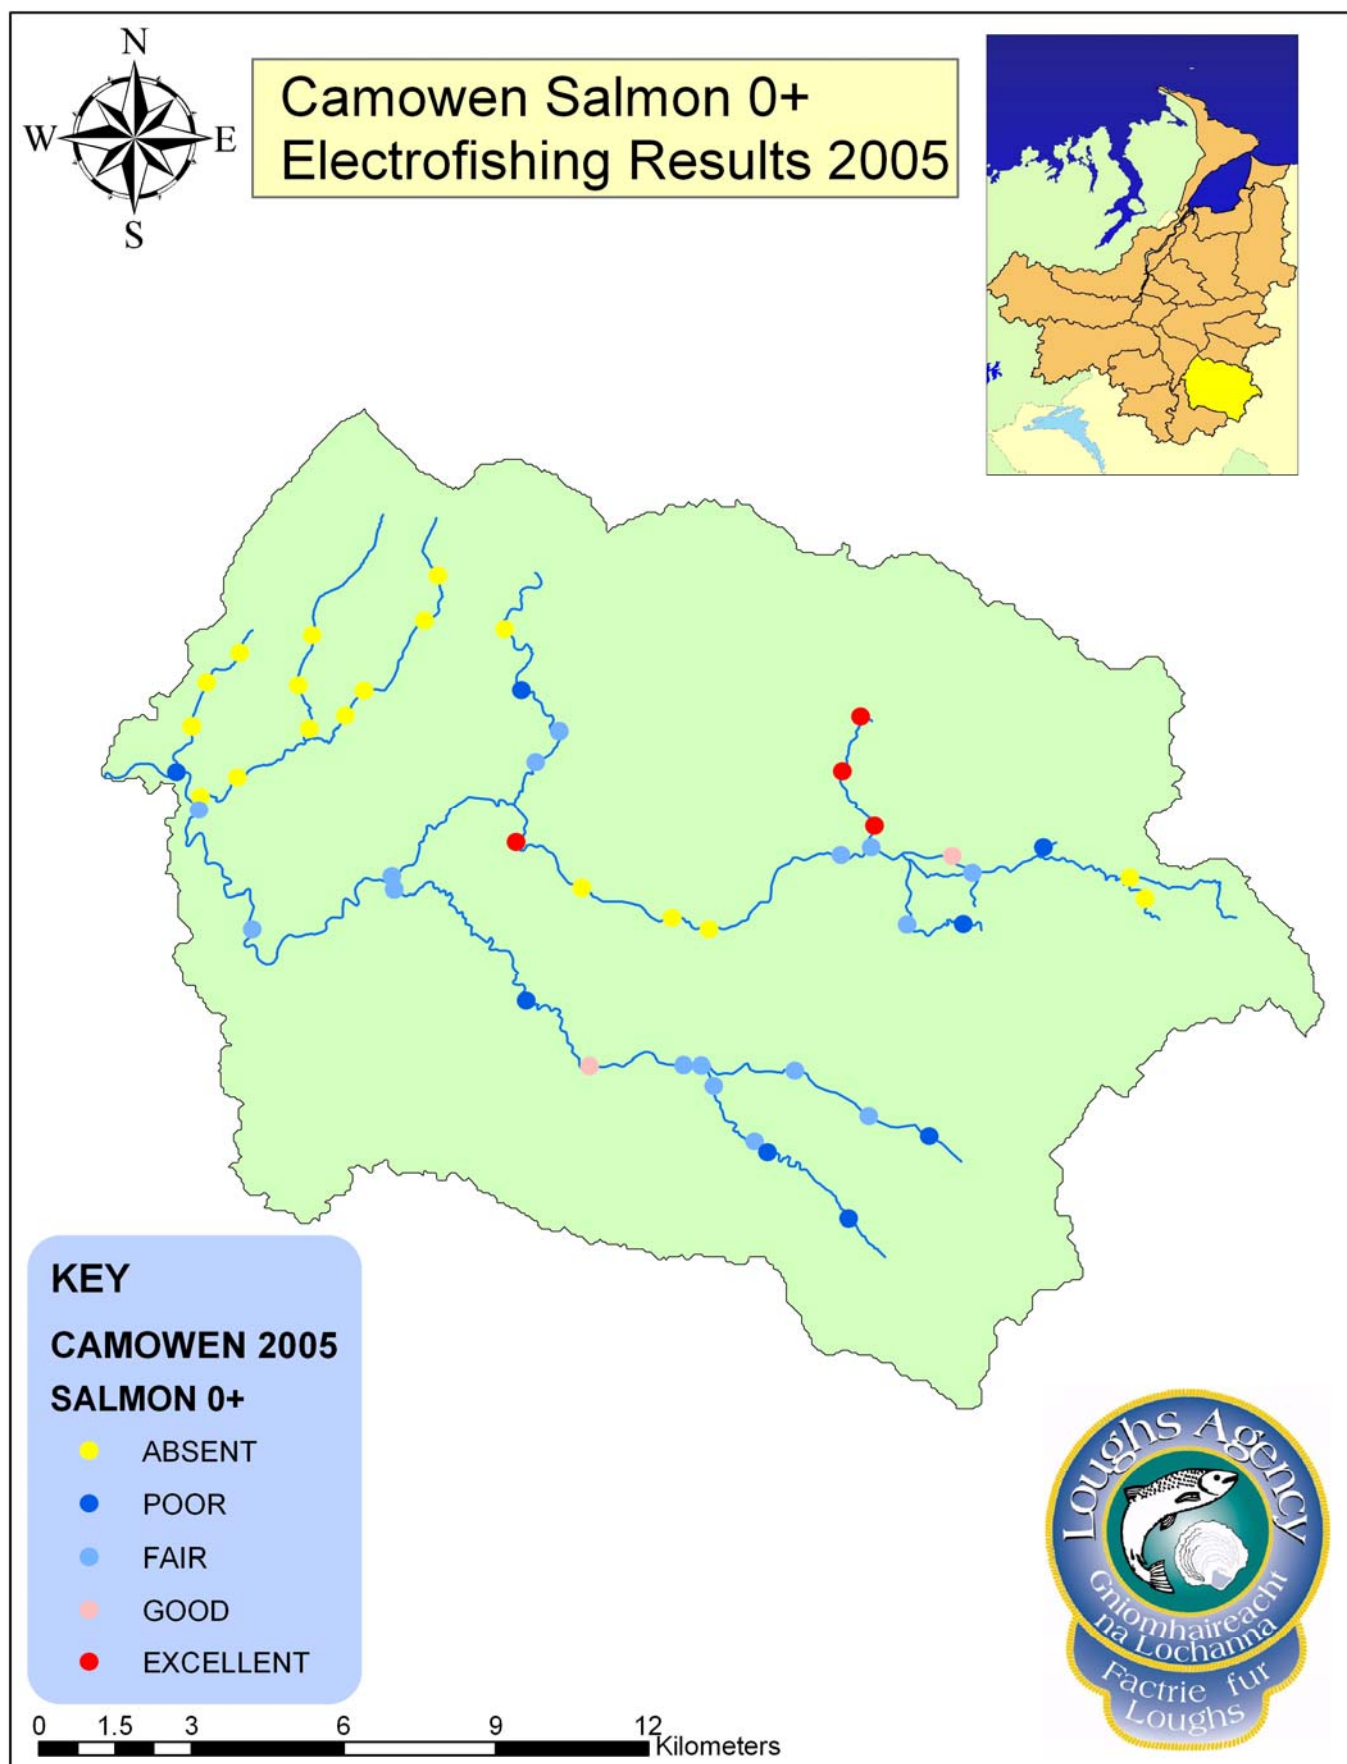 N
W
E
S
Camowen Salmon 0+
Electrofishing Results 2005
KEY
CAMOWEN 2005
SALMON 0+
ABSENT
POOR
FAIR
GOOD
EXCELLENT
0 1.5 3 6 9 12
Kilometers
Loughs Agency
Gniomhaireacht
na Lochanna
Factrie fur
Loughs